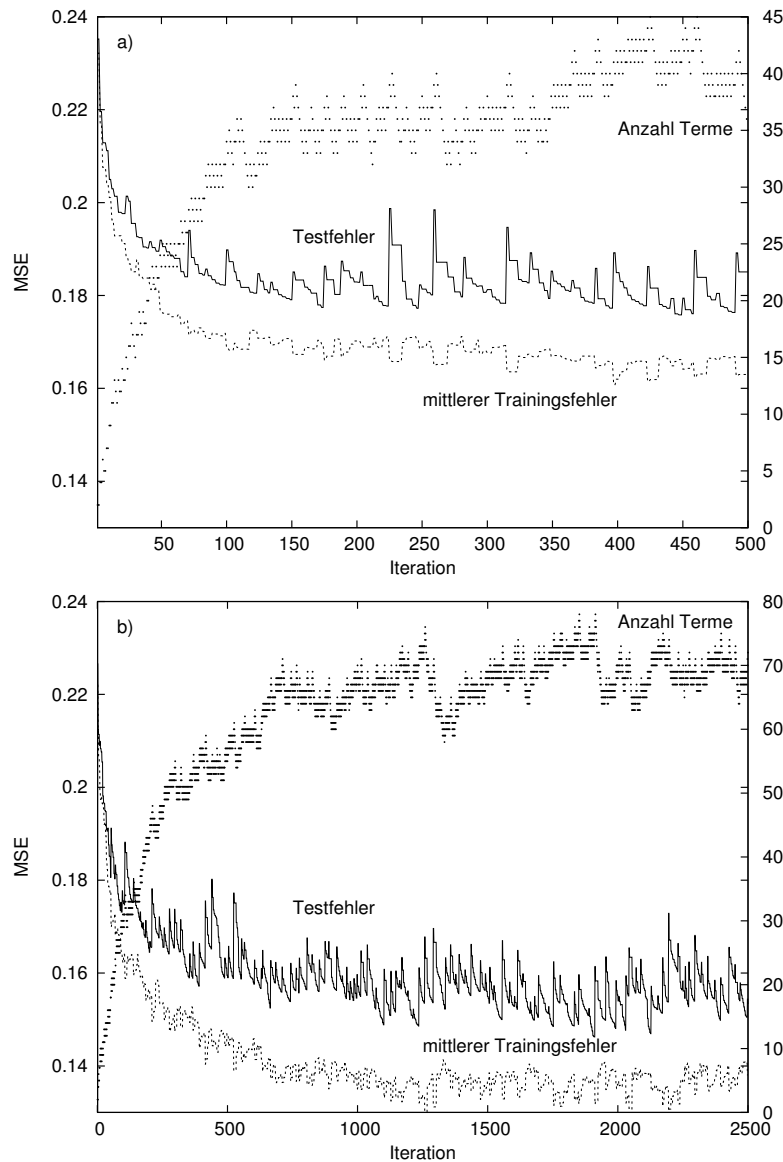 a)
0.24
0.22
0.2
0.18
0.16
0.14
MSE
45
40
35
30
25
20
15
10
5
0
Anzahl Terme
Testfehler
mittlerer Trainingsfehler
50 100 150 200 250 300 350 400 450 500
Iteration
b)
0.24
0.22
0.2
0.18
0.16
0.14
MSE
80
70
60
50
40
30
20
10
0
Anzahl Terme
Testfehler
mittlerer Trainingsfehler
0 500 1000 1500 2000 2500
Iteration